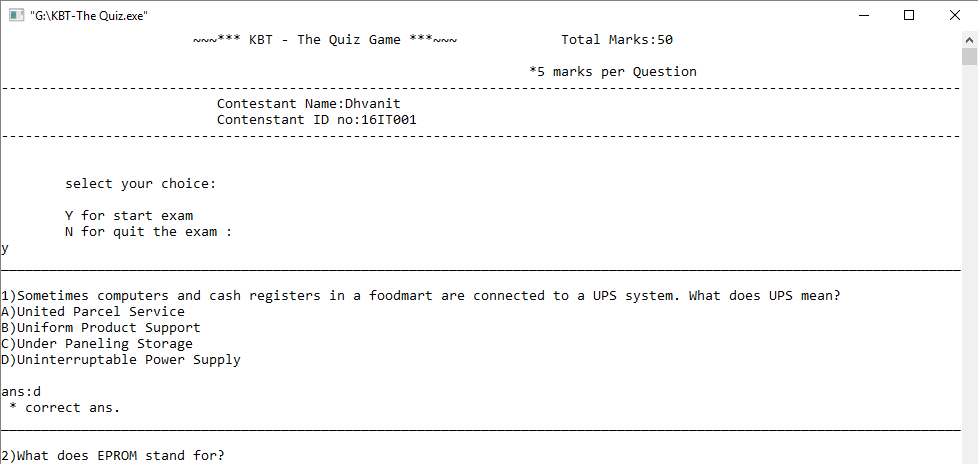 "G:\KBT-The Quiz.exe"
~~~*** KBT - The Quiz Game ***~~~ Total Marks:50
*5 marks per Question
Contestant Name:Dhvanit
Contenstant ID no:16IT001
select your choice:
Y for start exam
N for quit the exam :
y
1)Sometimes computers and cash registers in a foodmart are connected to a UPS system. What does UPS mean?
A)United Parcel Service
B)Uniform Product Support
C)Under Paneling Storage
D)Uninterruptable Power Supply
ans:d
* correct ans.
2)What does EPROM stand for?